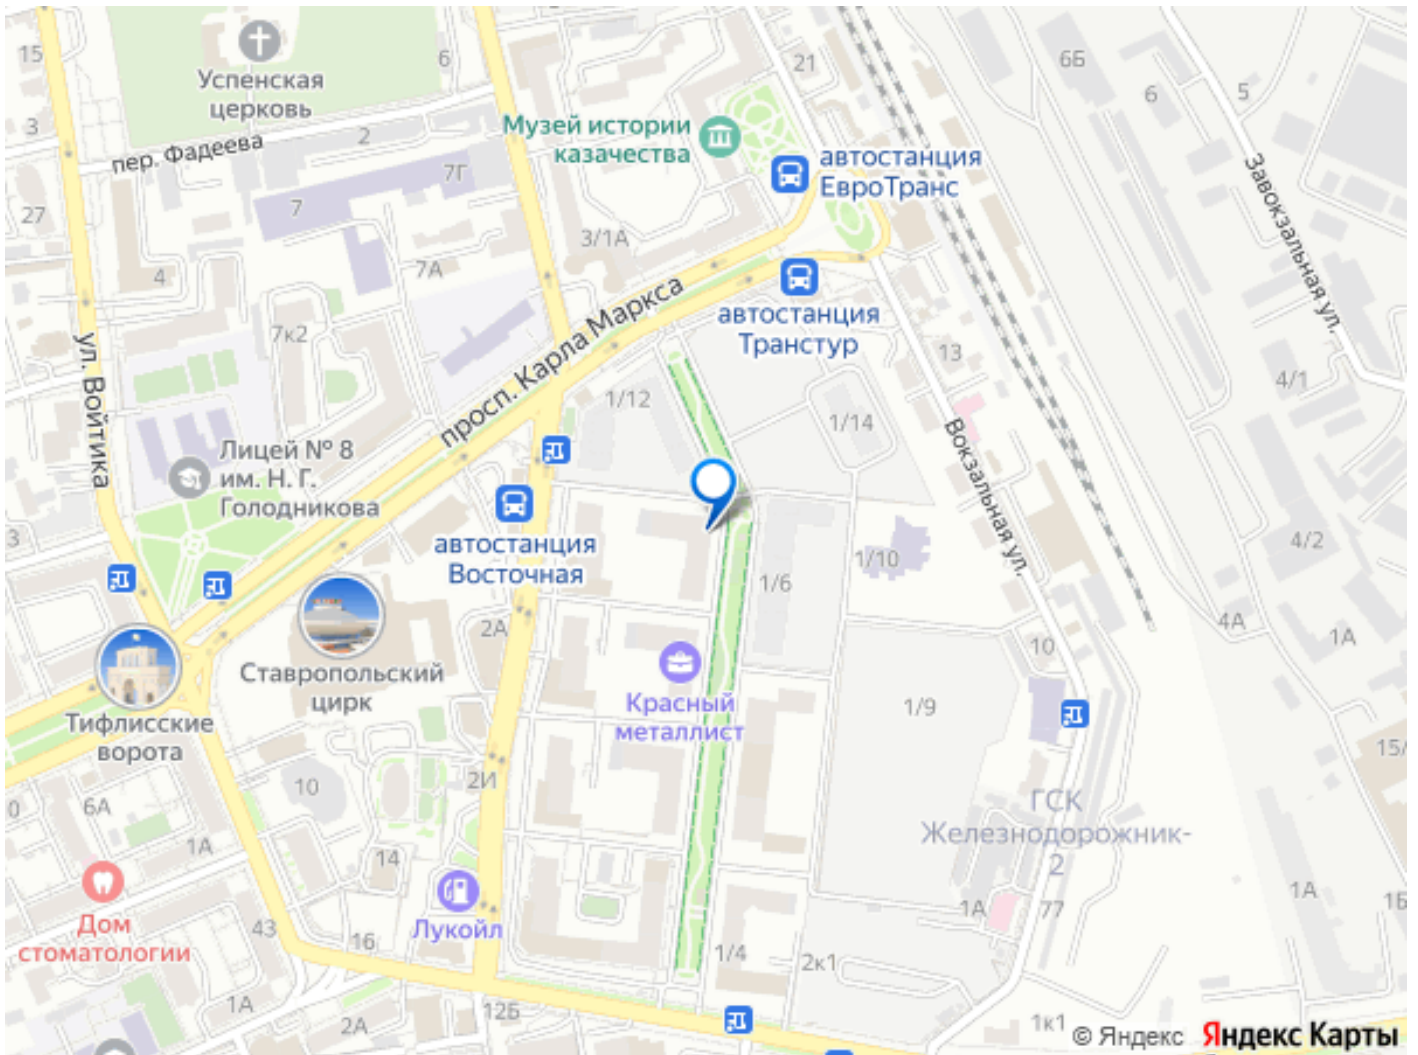 15
Успенская
церковь
6
21
6Б
6
5
3
пер. Фадеева
2
Музей истории
казачества
автостанция
ЕвроТранс
Завокзальная ул.
7Г
7
27
3/1А
4
7А
просп. Карла Маркса
автостанция
Транстур
ул. Войтика
7к2
13
4/1
1/12
1/14
Вокзальная ул.
Лицей № 8
им. Н. Г.
Голодникова
3
автостанция
Восточная
1/10
4/2
1/6
2А
4А
1А
10
Ставропольский
цирк
Тифлисские
ворота
Красный
металлист
1/9
15/
2И
10
0
6А
ГСК
Железнодорожник-
2
1А
14
1А
1Б
Дом
стоматологии
Лукойл
43
16
1А
77
1/4
2к1
1А
2А
12Б
1к1
© Яндекс
Яндекс Карты